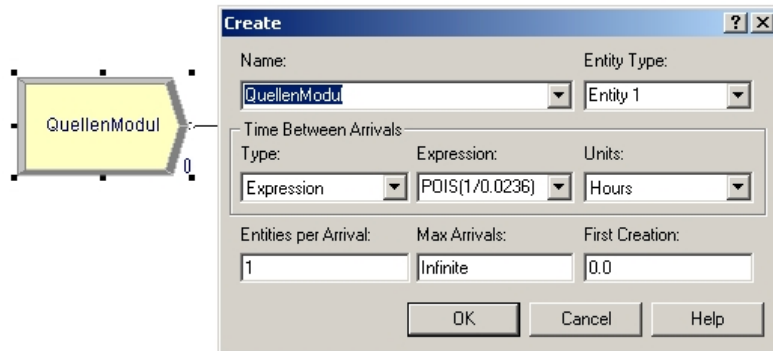 Create
? ×
Name:
Entity Type:
QuellenModul
Entity 1
QuellenModul
0
Time Between Arrivals
Type:
Expression:
Units:
Expression
POIS(1/0.0236)
Hours
Entities per Arrival:
Max Arrivals:
First Creation:
1
Infinite
0.0
OK
Cancel
Help